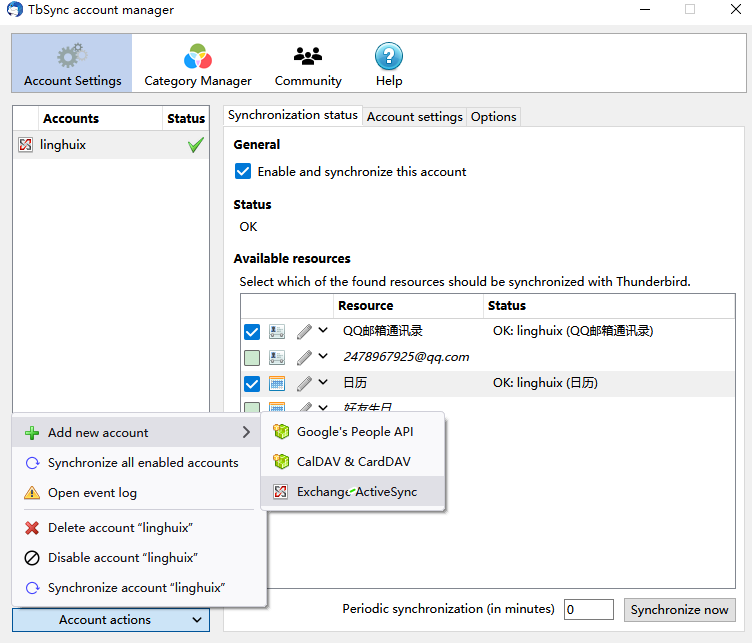 TbSync account manager
Account Settings
Category Manager
Community
Help
Accounts
Status
linghuix
Synchronization status
Account settings
Options
General
Enable and synchronize this account
Status
OK
Available resources
Select which of the found resources should be synchronized with Thunderbird.
Resource
Status
QQ邮箱通讯录
OK: linghuix (QQ邮箱通讯录)
2478967925@qq.com
日历
OK: linghuix (日历)
好友生日
Add new account
Synchronize all enabled accounts
Open event log
Delete account “linghuix”
Disable account “linghuix”
Synchronize account “linghuix”
Google's People API
CalDAV & CardDAV
Exchange ActiveSync
Account actions
Periodic synchronization (in minutes)
0
Synchronize now